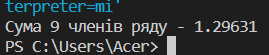 terpreter=mi'
Сума 9 членів ряду - 1.29631
PS C:\Users\Acer>